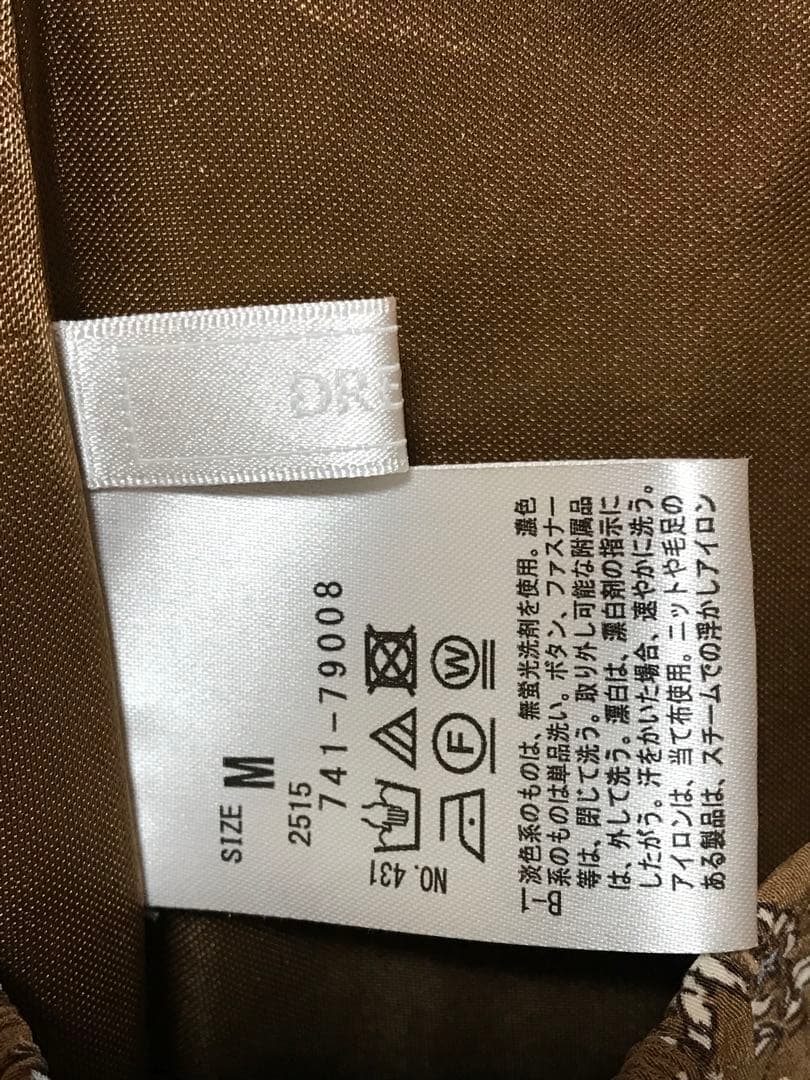 DRE
SIZE
M
2515
741-79008
W
F
NO.431
淡色系のものは、無蛍光洗剤を使用。濃色
系のものは単品洗い。ボタン、ファスナー
等は、閉じて洗う。取り外し可能な附属品
は、外して洗う。漂白は、漂白剤の指示に
したがう。汗をかいた場合、速やかに洗う。
アイロンは、当て布使用。ニットや毛足の
ある製品は、スチームでの浮かしアイロン